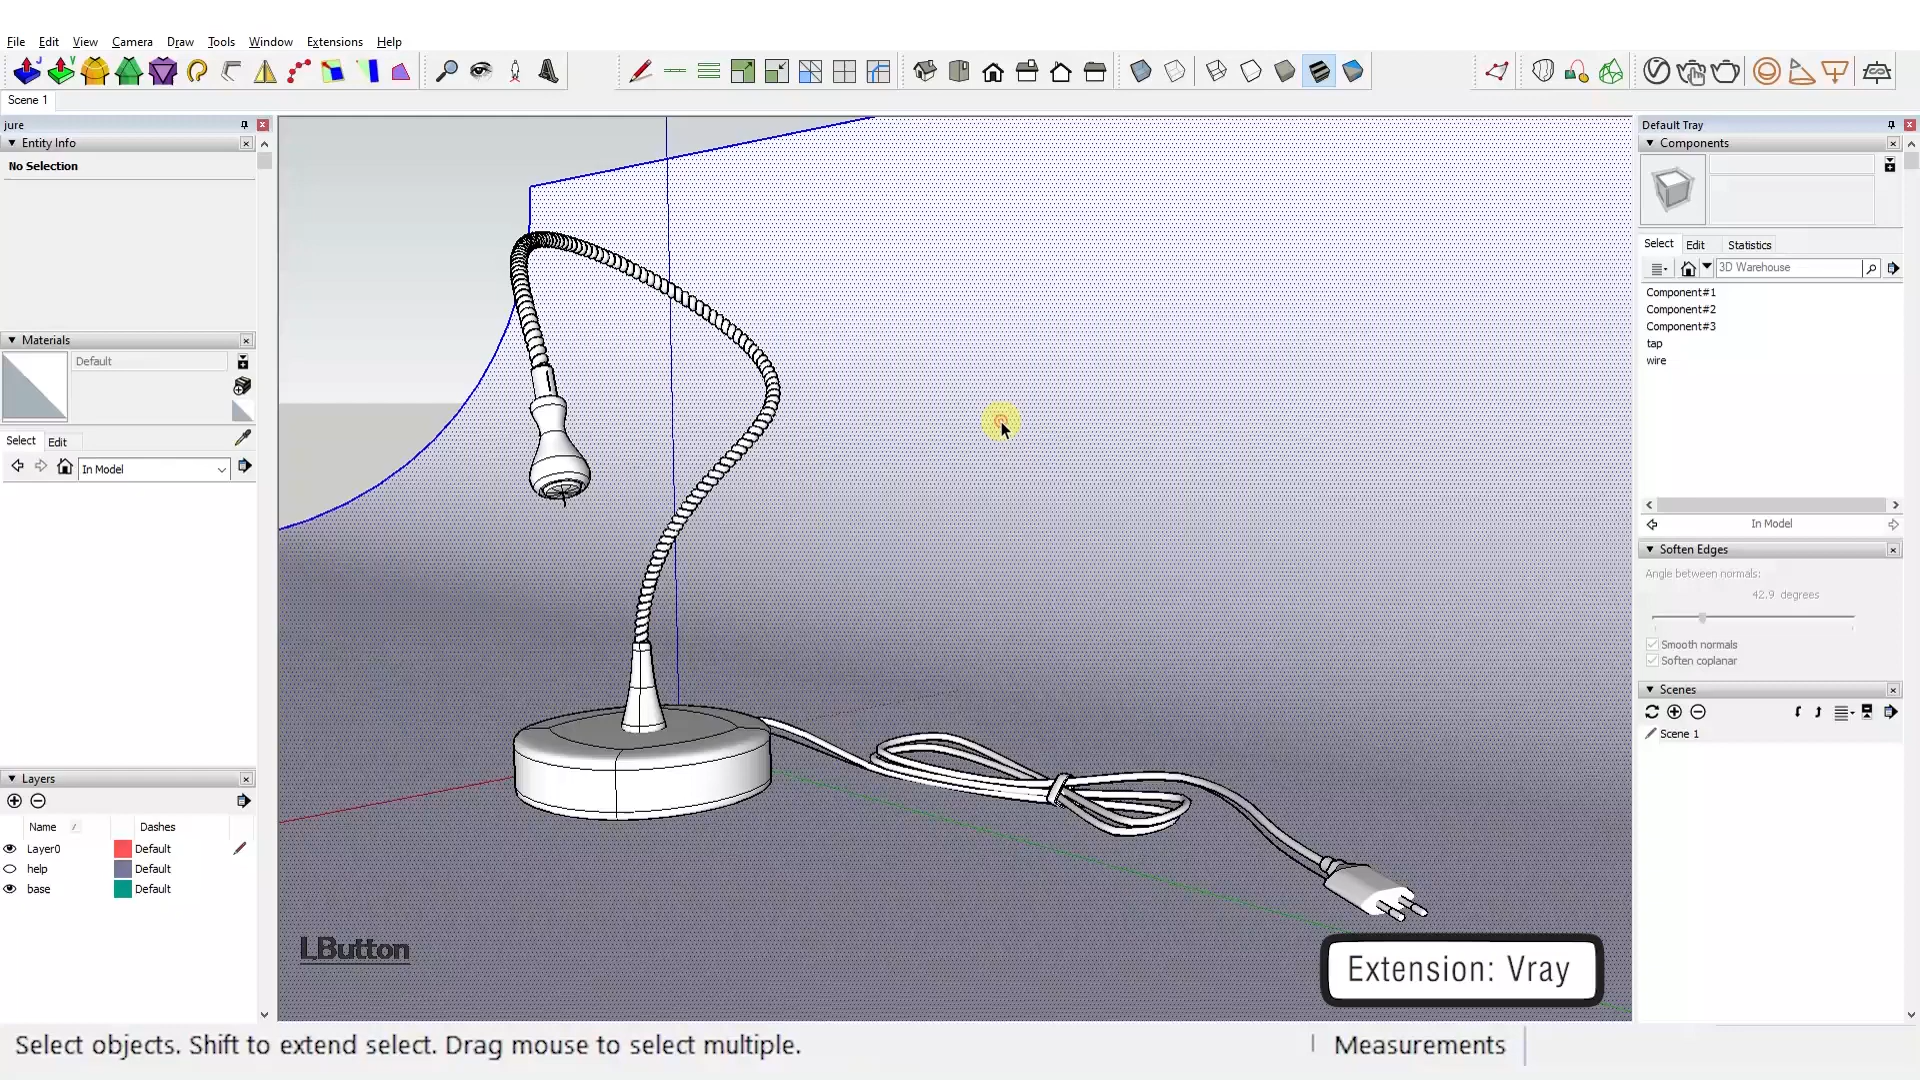 File Edit View Camera Draw Tools Window Extensions Help
Scene 1
jure
Entity Info
No Selection
Materials
Default
Select Edit
In Model
Layers
Name Dashes
Layer0 Default
help Default
base Default
LButton
Extension: Vray
Default Tray
Components
Select Edit Statistics
3D Warehouse
Component#1
Component#2
Component#3
tap
wire
In Model
Soften Edges
Angle between normals:
42.9 degrees
Smooth normals
Soften coplanar
Scenes
Scene 1
Select objects. Shift to extend select. Drag mouse to select multiple.
Measurements